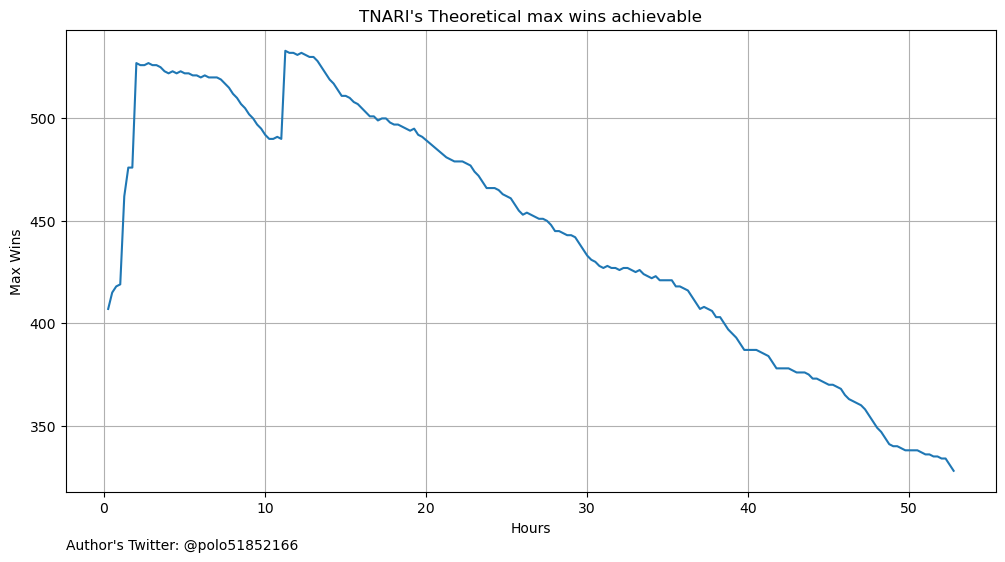 TNARI's Theoretical max wins achievable
500
450
400
350
Max Wins
0 10 20 30 40 50
Hours
Author's Twitter: @polo51852166